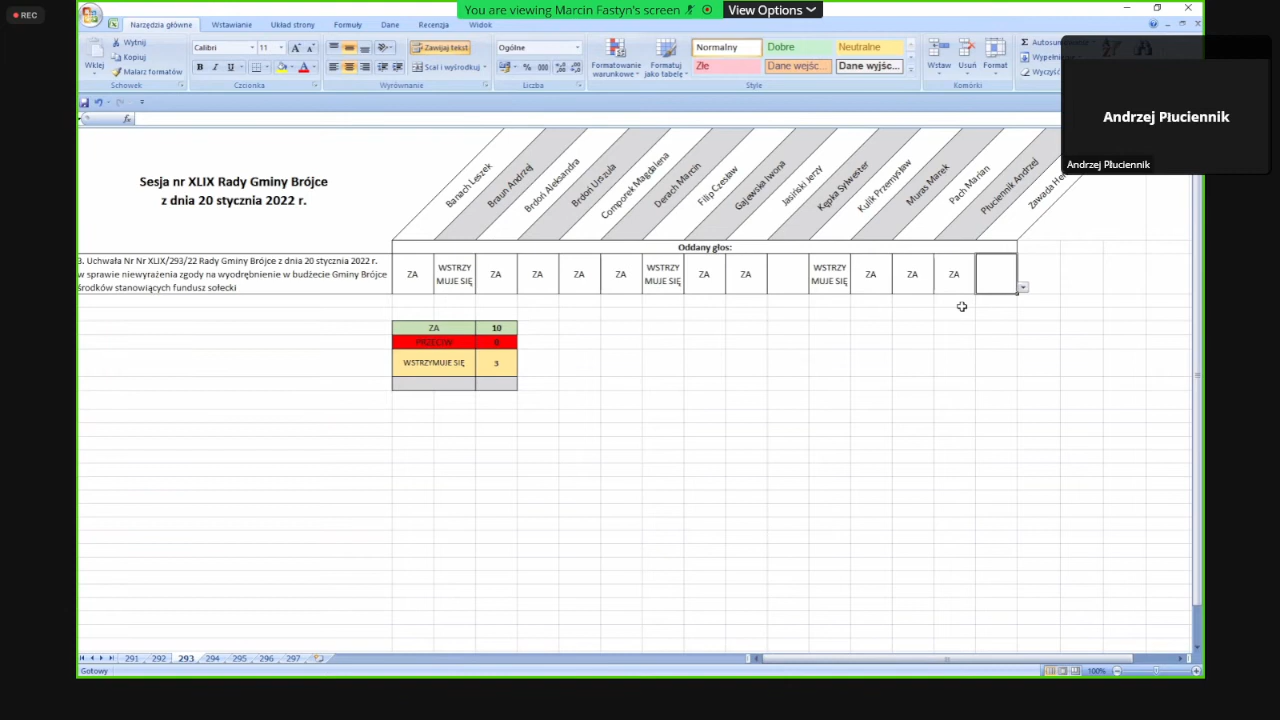 REC
You are viewing Marcin Fastyn's screen
View Options
Narzędzia główne
Wstawianie
Układ strony
Formuły
Dane
Recenzja
Widok
Wytnij
Kopiuj
Malarz formatów
Wklej
Schowek
Calibri
11
B I U
Czcionka
Zawijaj tekst
Scal i wyśrodkuj
Wyrównanie
Ogólne
% 000
Liczba
Formatowanie warunkowe
Formatuj jako tabelę
Normalny
Dobre
Neutralne
Złe
Dane wejśc...
Dane wyjśc...
Style
Wstaw
Usuń
Format
Komórki
Autosumowanie
Wypełnienie
Wyczyść
Andrzej Płuciennik
Andrzej Płuciennik
fx
Sesja nr XLIX Rady Gminy Brójce
z dnia 20 stycznia 2022 r.
Banach Leszek
Braun Andrzej
Brdoń Aleksandra
Brdoń Urszula
Comporek Magdalena
Derach Marcin
Filip Czesław
Gajewska Iwona
Jasiński Jerzy
Kępka Sylwester
Kulik Przemysław
Muras Marek
Pach Marian
Płuciennik Andrzej
Zawada
Oddany głos:
3. Uchwała Nr Nr XLIX/293/22 Rady Gminy Brójce z dnia 20 stycznia 2022 r.
w sprawie niewyrażenia zgody na wyodrębnienie w budżecie Gminy Brójce
środków stanowiących fundusz sołecki
ZA
WSTRZY
MUJE SIĘ
ZA
ZA
ZA
ZA
WSTRZY
MUJE SIĘ
ZA
ZA
WSTRZY
MUJE SIĘ
ZA
ZA
ZA
ZA 10
PRZECIW 0
WSTRZYMUJE SIĘ 3
291 292 293 294 295 296 297
Gotowy
100%